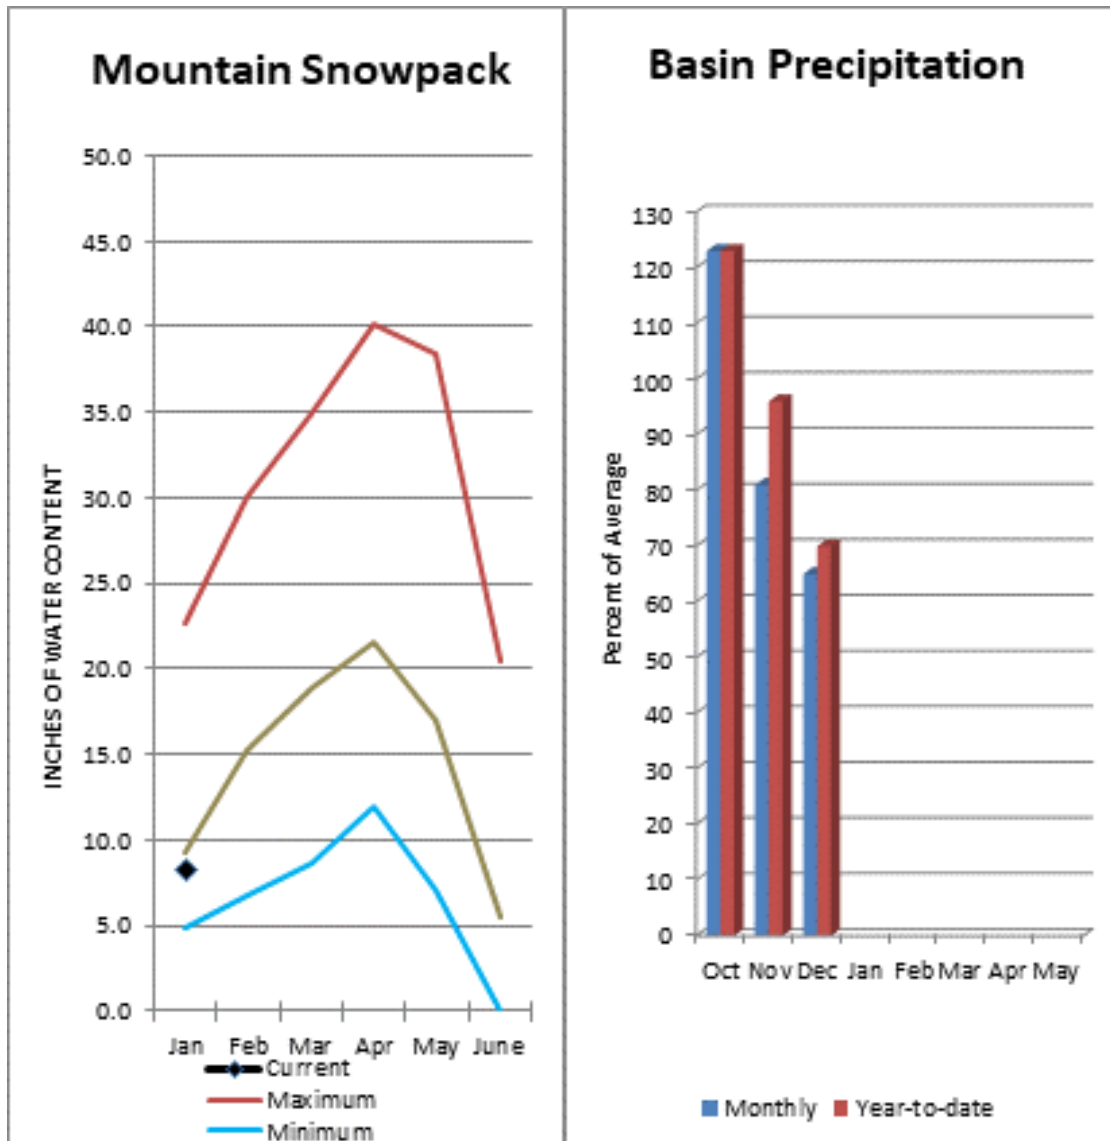 Mountain Snowpack
50.0
45.0
40.0
35.0
30.0
25.0
20.0
15.0
10.0
5.0
0.0
INCHES OF WATER CONTENT
Jan Feb Mar Apr May June
Current
Maximum
Minimum
Basin Precipitation
130
120
110
100
90
80
70
60
50
40
30
20
10
0
Percent of Average
Oct Nov Dec Jan Feb Mar Apr May
Monthly Year-to-date